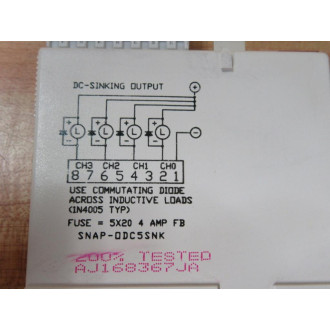 DC-SINKING OUTPUT
+
L L L L
−
CH3 CH2 CH1 CH0
8 7 6 5 4 3 2 1
USE COMMUTATING DIODE
ACROSS INDUCTIVE LOADS
(IN4005 TYP)
FUSE = 5X20 4 AMP FB
SNAP-ODC5SNK
200% TESTED
AJ168367JA